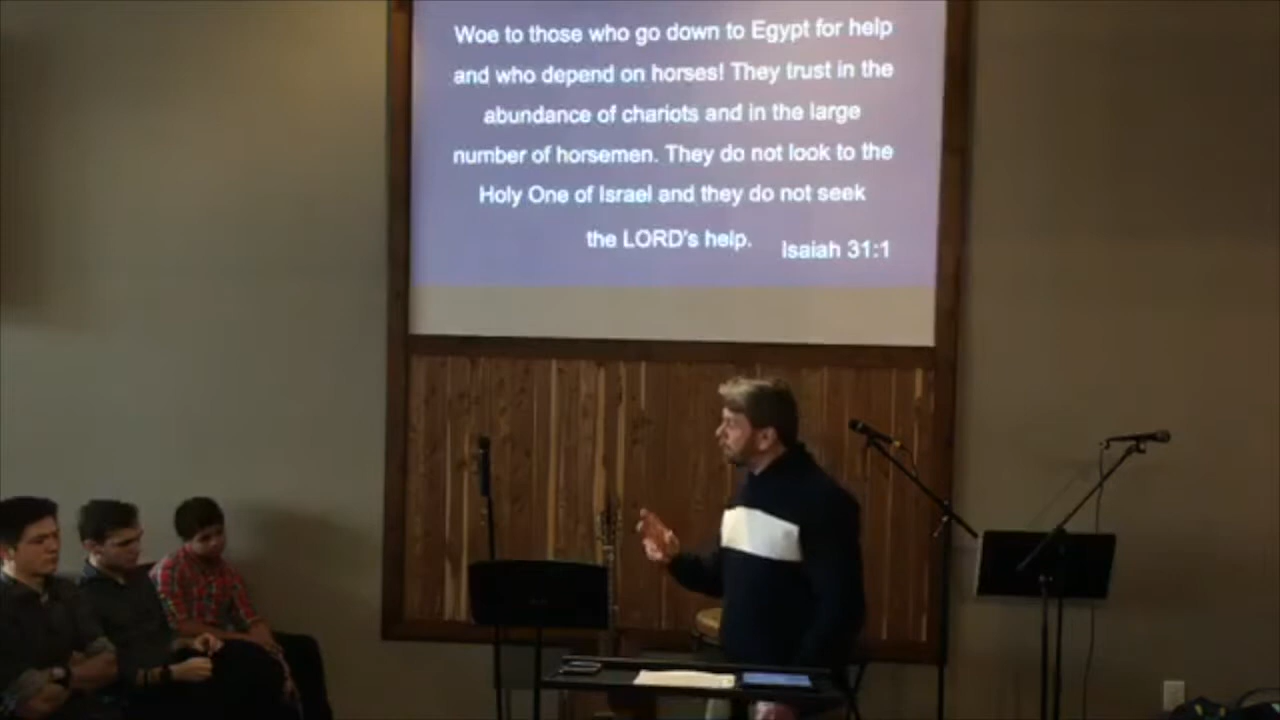 Woe to those who go down to Egypt for help
and who depend on horses! They trust in the
abundance of chariots and in the large
number of horsemen. They do not look to the
Holy One of Israel and they do not seek
the LORD's help.
Isaiah 31:1